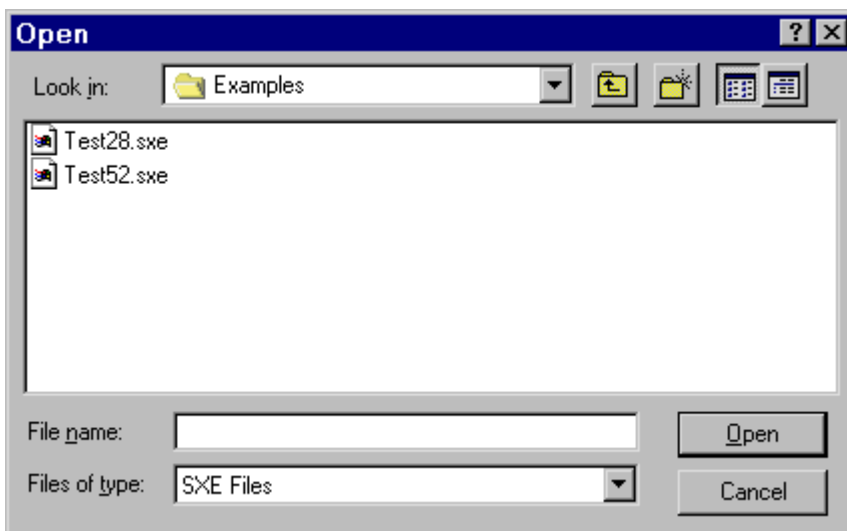 Open
Look in: Examples
Test28.sxe
Test52.sxe
File name: Open
Files of type: SXE Files Cancel